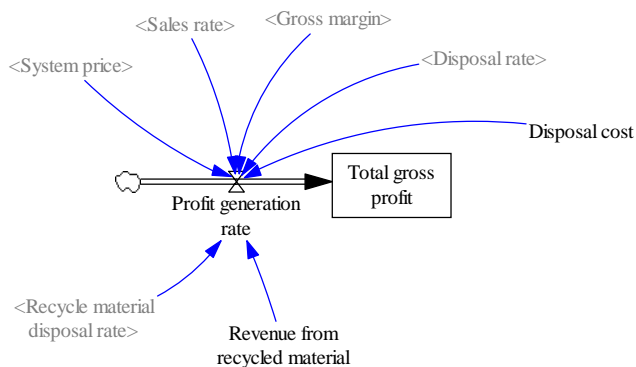 <Gross margin>
<Sales rate>
<System price>
<Disposal rate>
Disposal cost
Total gross
profit
Profit generation
rate
<Recycle material
disposal rate>
Revenue from
recycled material